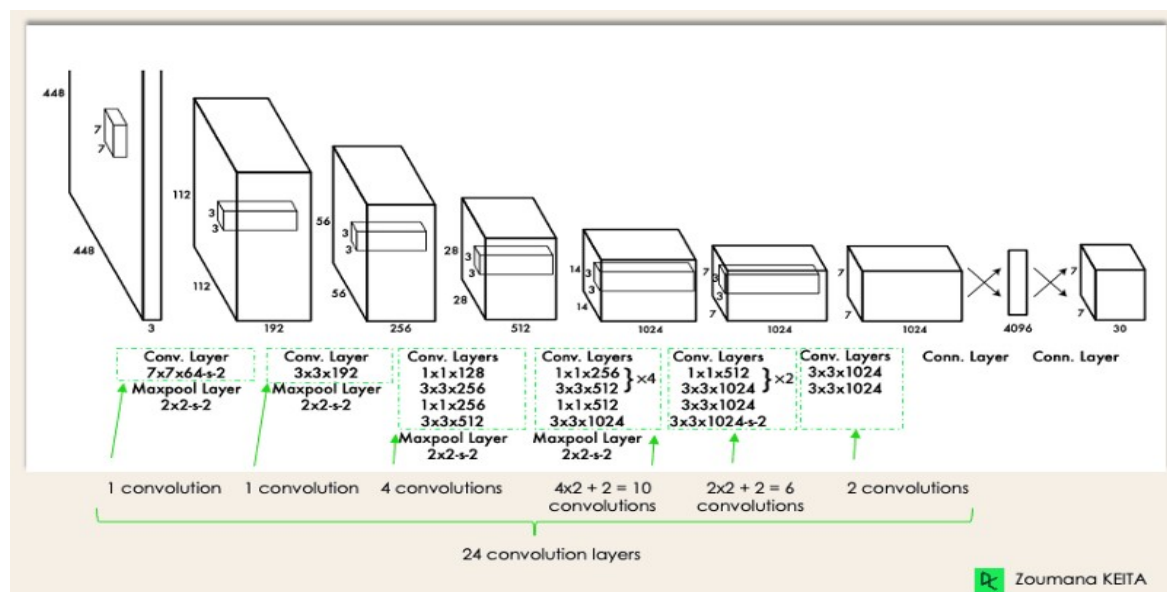 448
7
7
448
3
112
3
3
112
192
56
3
3
56
256
28
3
3
28
512
14
3
3
14
1024
7
3
3
7
1024
7
7
1024
4096
7
7
30
Conv. Layer
7x7x64-s-2
Maxpool Layer
2x2-s-2
Conv. Layer
3x3x192
Maxpool Layer
2x2-s-2
Conv. Layers
1x1x128
3x3x256
1x1x256
3x3x512
Maxpool Layer
2x2-s-2
Conv. Layers
1x1x256
3x3x512
}×4
1x1x512
3x3x1024
Maxpool Layer
2x2-s-2
Conv. Layers
1x1x512
3x3x1024
}×2
3x3x1024
3x3x1024-s-2
Conv. Layers
3x3x1024
3x3x1024
Conn. Layer
Conn. Layer
1 convolution
1 convolution
4 convolutions
4x2 + 2 = 10
convolutions
2x2 + 2 = 6
convolutions
2 convolutions
24 convolution layers
Zoumana KEITA